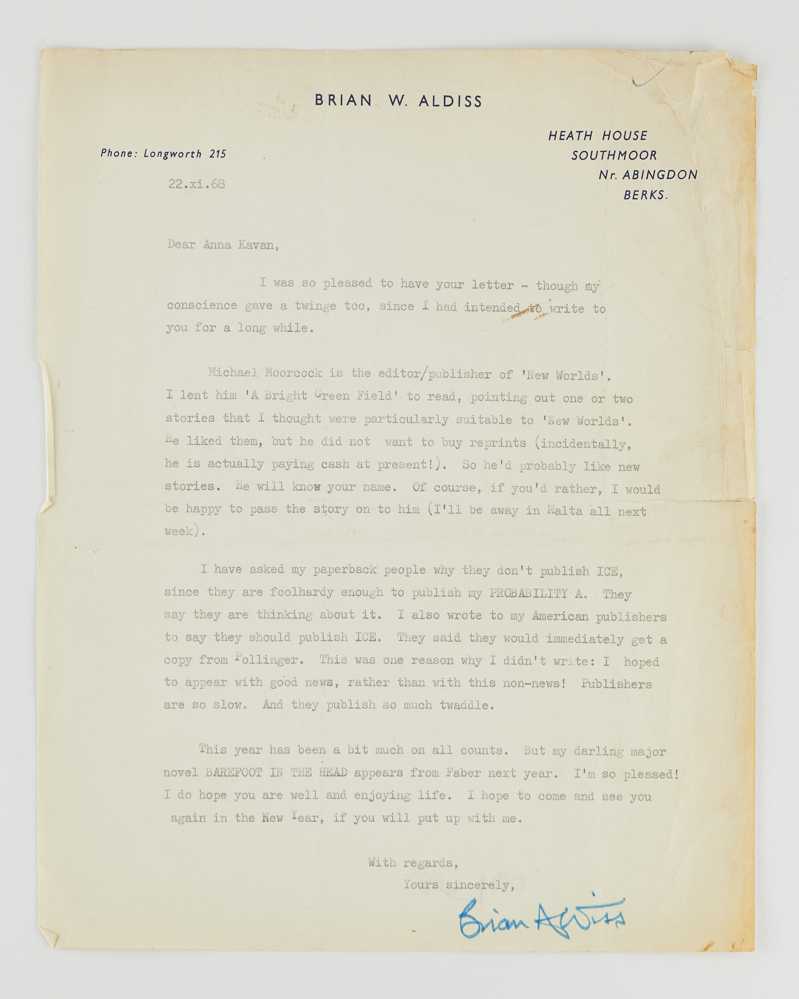 BRIAN W. ALDISS
HEATH HOUSE
SOUTHMOOR
Nr. ABINGDON
BERKS.
Phone: Longworth 215
22.xi.68
Dear Anna Kavan,
I was so pleased to have your letter - though my
conscience gave a twinge too, since I had intended to write to
you for a long while.
Michael Moorcock is the editor/publisher of 'New Worlds'.
I lent him 'A Bright Green Field' to read, pointing out one or two
stories that I thought were particularly suitable to 'New Worlds'.
He liked them, but he did not want to buy reprints (incidentally,
he is actually paying cash at present!). So he'd probably like new
stories. He will know your name. Of course, if you'd rather, I would
be happy to pass the story on to him (I'll be away in Malta all next
week).
I have asked my paperback people why they don't publish ICE,
since they are foolhardy enough to publish my PROBABILITY A. They
say they are thinking about it. I also wrote to my American publishers
to say they should publish ICE. They said they would immediately get a
copy from Pollinger. This was one reason why I didn't write: I hoped
to appear with good news, rather than with this non-news! Publishers
are so slow. And they publish so much twaddle.
This year has been a bit much on all counts. But my darling major
novel BAREFOOT IN THE HEAD appears from Faber next year. I'm so pleased!
I do hope you are well and enjoying life. I hope to come and see you
again in the New Year, if you will put up with me.
With regards,
Yours sincerely,
Brian Aldiss